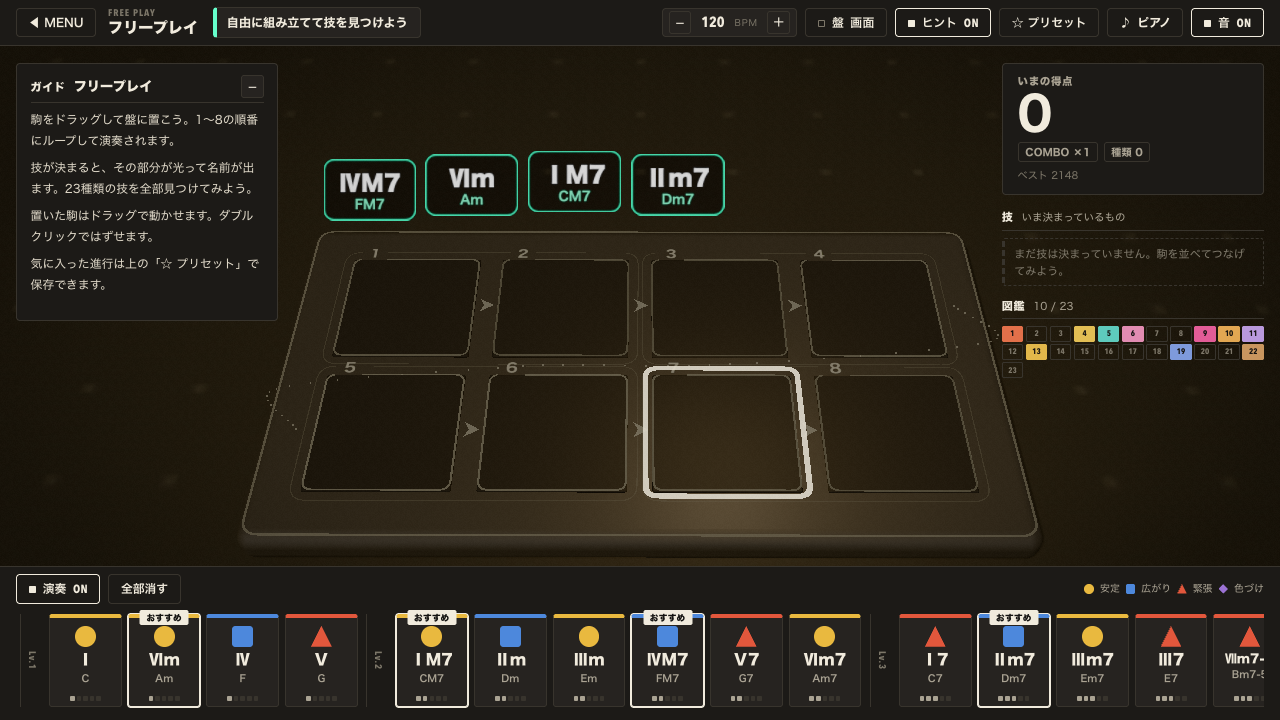 ◀ MENU
FREE PLAY
フリープレイ
自由に組み立てて技を見つけよう
− 120 BPM +
盤 画面
ヒント ON
☆ プリセット
♪ ピアノ
音 ON
ガイド フリープレイ
−
駒をドラッグして盤に置こう。1〜8の順番
にループして演奏されます。
技が決まると、その部分が光って名前が出
ます。23種類の技を全部見つけてみよう。
置いた駒はドラッグで動かせます。ダブル
クリックではずせます。
気に入った進行は上の「☆ プリセット」で
保存できます。
ⅣM7
FM7
Ⅵm
Am
ⅠM7
CM7
Ⅱm7
Dm7
1 2 3 4
5 6 7 8
いまの得点
0
COMBO ×1 種類 0
ベスト 2148
技 いま決まっているもの
まだ技は決まっていません。駒を並べてつなげ
てみよう。
図鑑 10 / 23
1 2 3 4 5 6 7 8 9 10 11
12 13 14 15 16 17 18 19 20 21 22
23
演奏 ON
全部消す
安定 広がり 緊張 色づけ
Lv.1
Ⅰ
C
おすすめ
Ⅵm
Am
Ⅳ
F
Ⅴ
G
Lv.2
おすすめ
ⅠM7
CM7
Ⅱm
Dm
Ⅲm
Em
おすすめ
ⅣM7
FM7
Ⅴ7
G7
Ⅵm7
Am7
Lv.3
Ⅰ7
C7
おすすめ
Ⅱm7
Dm7
Ⅲm7
Em7
Ⅲ7
E7
Ⅶm7-
Bm7-5